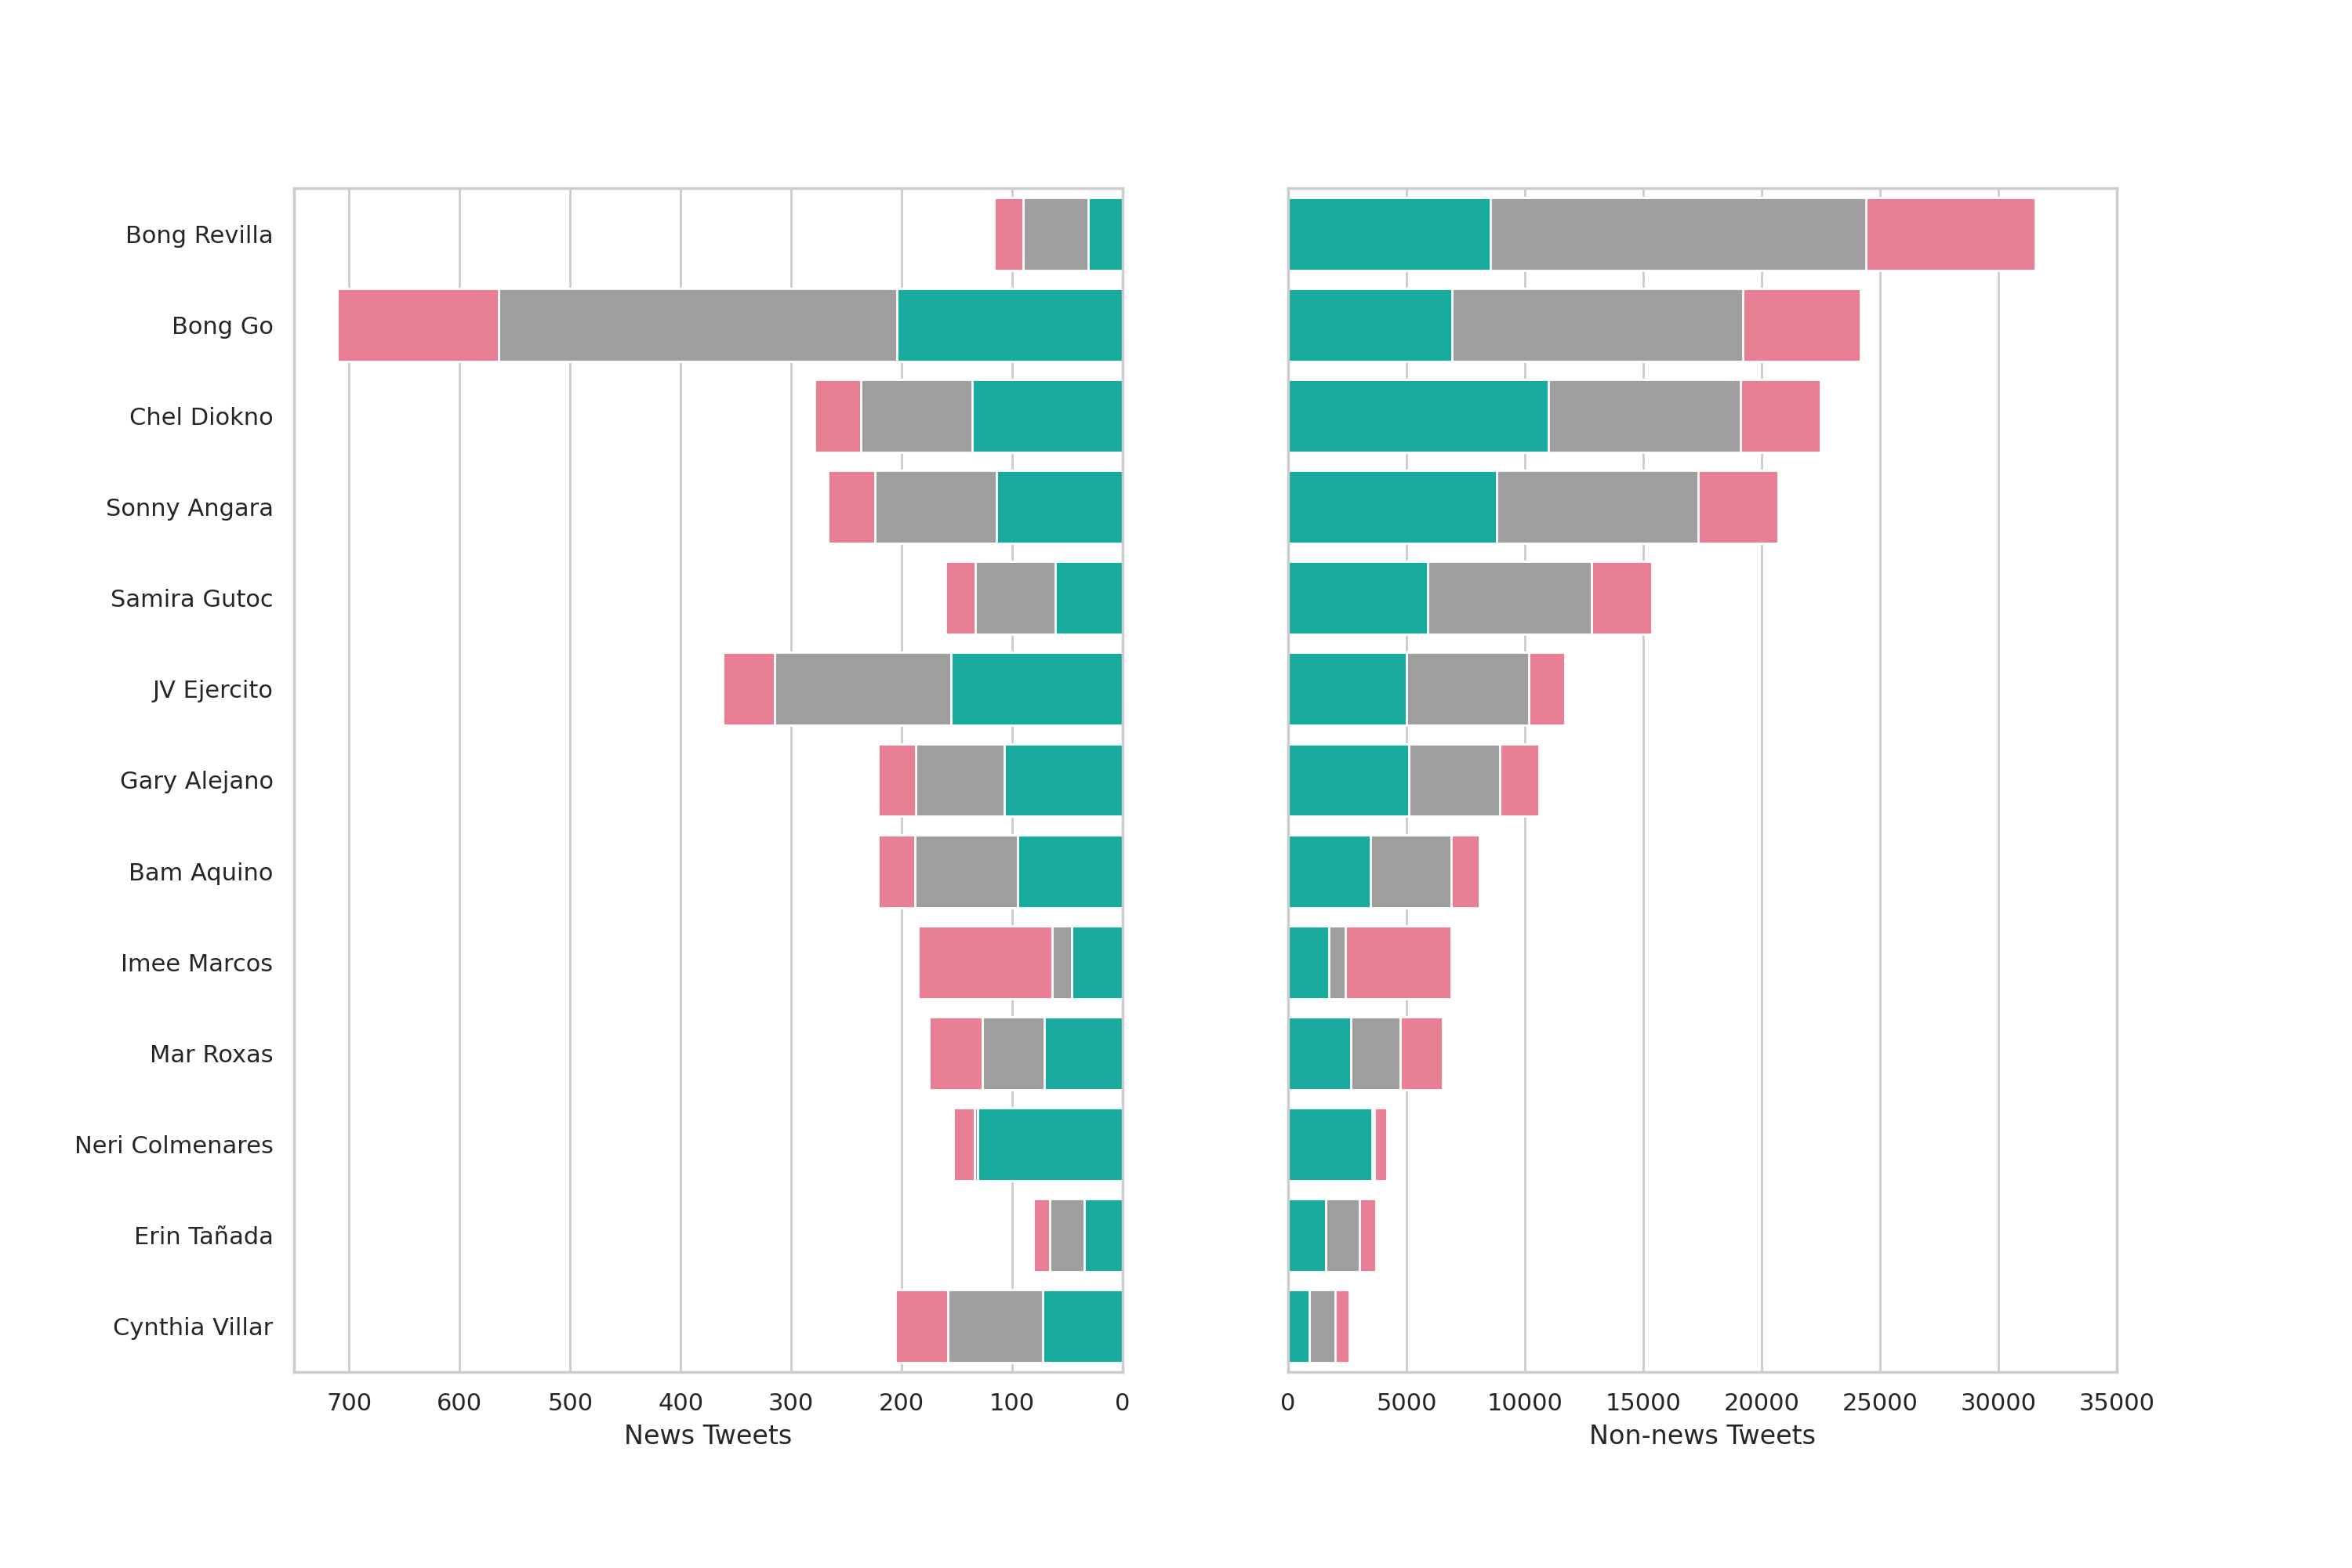 Bong Revilla
Bong Go
Chel Diokno
Sonny Angara
Samira Gutoc
JV Ejercito
Gary Alejano
Bam Aquino
Imee Marcos
Mar Roxas
Neri Colmenares
Erin Tañada
Cynthia Villar
700 600 500 400 300 200 100 0
News Tweets
0 5000 10000 15000 20000 25000 30000 35000
Non-news Tweets